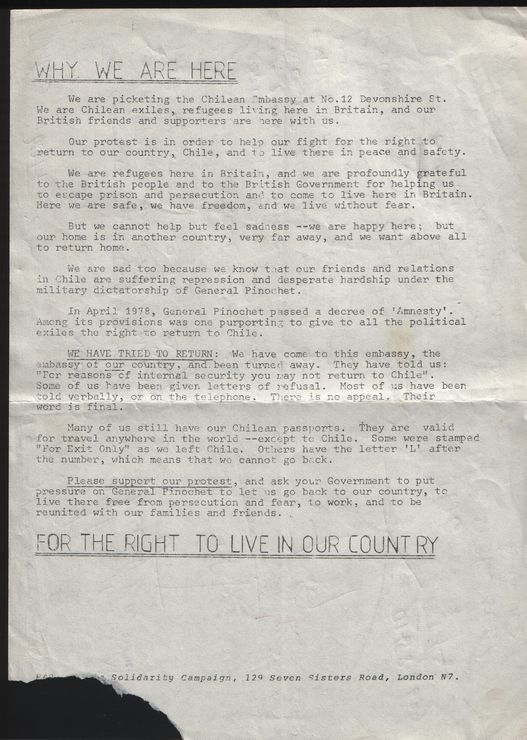 WHY WE ARE HERE
We are picketing the Chilean Embassy at No.12 Devonshire St.
We are Chilean exiles, refugees living here in Britain, and our
British friends and supporters are here with us.
Our protest is in order to help our fight for the right to
return to our country, Chile, and to live there in peace and safety.
We are refugees here in Britain, and we are profoundly grateful
to the British people and to the British Government for helping us
to escape prison and persecution and to come to live here in Britain.
Here we are safe, we have freedom, and we live without fear.
But we cannot help but feel sadness --we are happy here; but
our home is in another country, very far away, and we want above all
to return home.
We are sad too because we know that our friends and relations
in Chile are suffering repression and desperate hardship under the
military dictatorship of General Pinochet.
In April 1978, General Pinochet passed a decree of 'Amnesty'.
Among its provisions was one purporting to give to all the political
exiles the right to return to Chile.
WE HAVE TRIED TO RETURN: We have come to this embassy, the
embassy of our country, and been turned away. They have told us:
"For reasons of internal security you may not return to Chile".
Some of us have been given letters of refusal. Most of us have been
told verbally, or on the telephone. There is no appeal. Their
word is final.
Many of us still have our Chilean passports. They are valid
for travel anywhere in the world --except to Chile. Some were stamped
"For Exit Only" as we left Chile. Others have the letter 'L' after
the number, which means that we cannot go back.
Please support our protest, and ask your Government to put
pressure on General Pinochet to let us go back to our country, to
live there free from persecution and fear, to work, and to be
reunited with our families and friends.
FOR THE RIGHT TO LIVE IN OUR COUNTRY
Solidarity Campaign, 129 Seven Sisters Road, London N7.